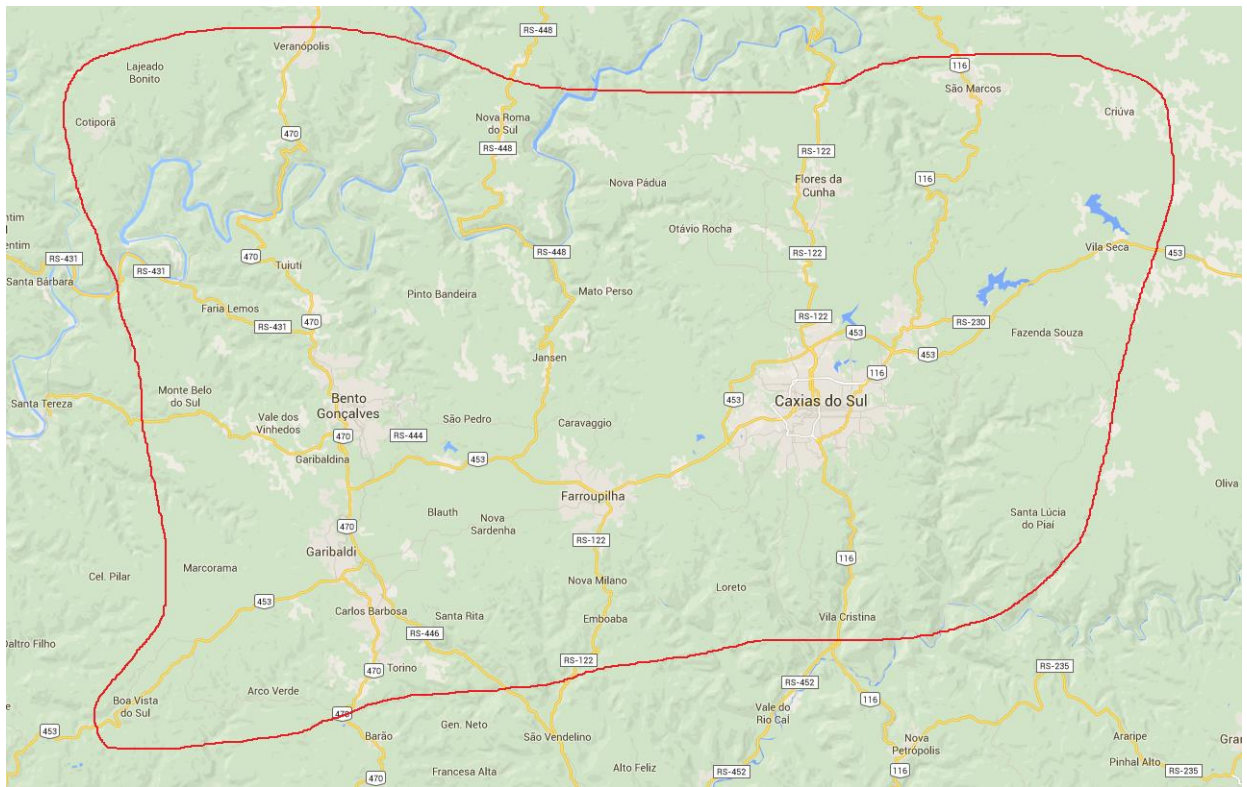 RS-448
Veranópolis
Lajeado
Bonito
116
São Marcos
Criúva
Cotiporã
Nova Roma
do Sul
470
RS-448
RS-122
Nova Pádua
Flores da
Cunha
116
entim
l
entim
Otávio Rocha
470
RS-448
RS-122
Vila Seca
453
RS-431
RS-431
Tuiuti
Santa Bárbara
Pinto Bandeira
Mato Perso
Faria Lemos
RS-431
470
RS-122
453
RS-230
Fazenda Souza
Jansen
453
116
Monte Belo
do Sul
Santa Tereza
Bento
Gonçalves
453
Caxias do Sul
Vale dos
Vinhedos
São Pedro
Caravaggio
470
RS-444
Garibaldina
453
Farroupilha
Oliva
Blauth
Nova
Sardenha
Santa Lúcia
do Piaí
470
RS-122
Garibaldi
116
Marcorama
Cel. Pilar
Nova Milano
Loreto
453
Carlos Barbosa
Santa Rita
Emboaba
Vila Cristina
RS-446
Daltro Filho
RS-122
RS-235
Torino
470
RS-452
Arco Verde
Boa Vista
do Sul
e
116
Vale do
Rio Caí
470
Gen. Neto
453
Barão
São Vendelino
Nova
Petrópolis
Araripe
Gran
Pinhal Alto
Francesa Alta
Alto Feliz
470
RS-452
116
RS-235